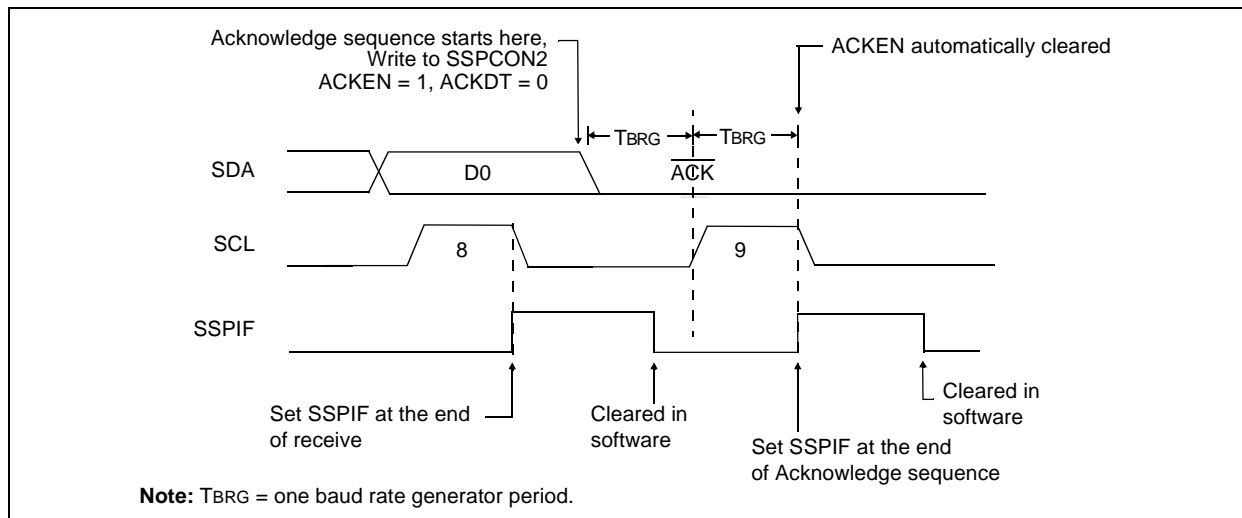 Acknowledge sequence starts here,
Write to SSPCON2
ACKEN = 1, ACKDT = 0
ACKEN automatically cleared
TBRG
TBRG
SDA
D0
ACK
SCL
8
9
SSPIF
Set SSPIF at the end
of receive
Cleared in
software
Set SSPIF at the end
of Acknowledge sequence
Cleared in
software
Note: TBRG = one baud rate generator period.